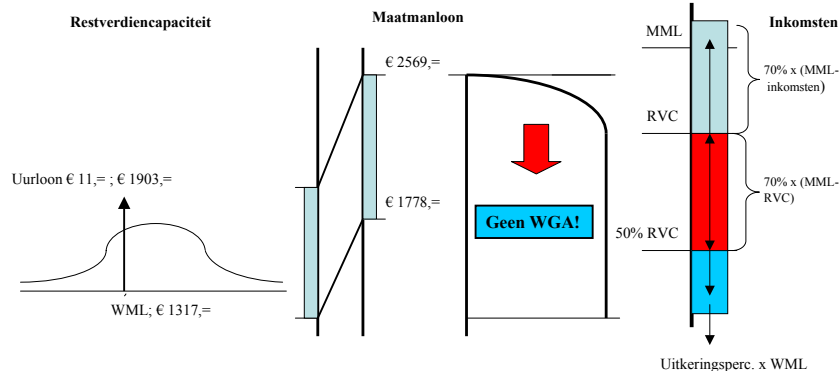 Restverdiencapaciteit
Uurloon € 11,= ; € 1903,=
WML; € 1317,=
Maatmanloon
€ 2569,=
€ 1778,=
Geen WGA!
Inkomsten
MML
70% x (MML-
inkomsten)
RVC
70% x (MML-
RVC)
50% RVC
Uitkeringsperc. x WML